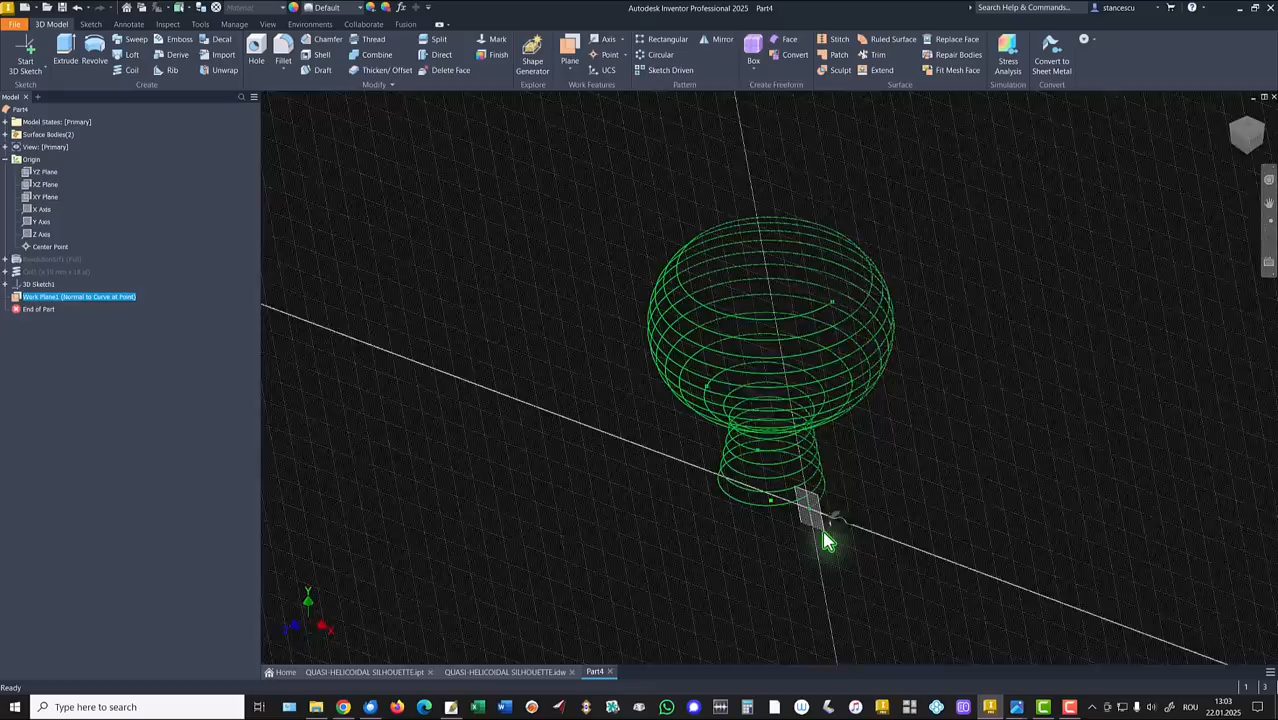 Material
Default
Autodesk Inventor Professional 2025 Part4
Search Help & Commands...
stancescu
File 3D Model Sketch Annotate Inspect Tools Manage View Environments Collaborate Fusion
Start 3D Sketch
Extrude
Revolve
Sweep Emboss Decal
Loft Derive Import
Coil Rib Unwrap
Hole
Fillet
Chamfer Thread Split Mark
Shell Combine Direct Finish
Draft Thicken/ Offset Delete Face
Shape Generator
Plane
Axis
Point
UCS
Rectangular Mirror
Circular
Sketch Driven
Box
Face
Convert
Stitch Ruled Surface Replace Face
Patch Trim Repair Bodies
Sculpt Extend Fit Mesh Face
Stress Analysis
Convert to Sheet Metal
Sketch Create Modify Explore Work Features Pattern Create Freeform Surface Simulation Convert
Model
Part4
Model States: [Primary]
Surface Bodies(2)
View: [Primary]
Origin
YZ Plane
XZ Plane
XY Plane
X Axis
Y Axis
Z Axis
Center Point
3D Sketch1
Work Plane1 (Normal to Curve at Point)
End of Part
Y
Z
X
Home QUASI-HELICOIDAL SILHOUETTE.ipt QUASI-HELICOIDAL SILHOUETTE.idw Part4
Ready
1 3
Type here to search
13:03
22.01.2025